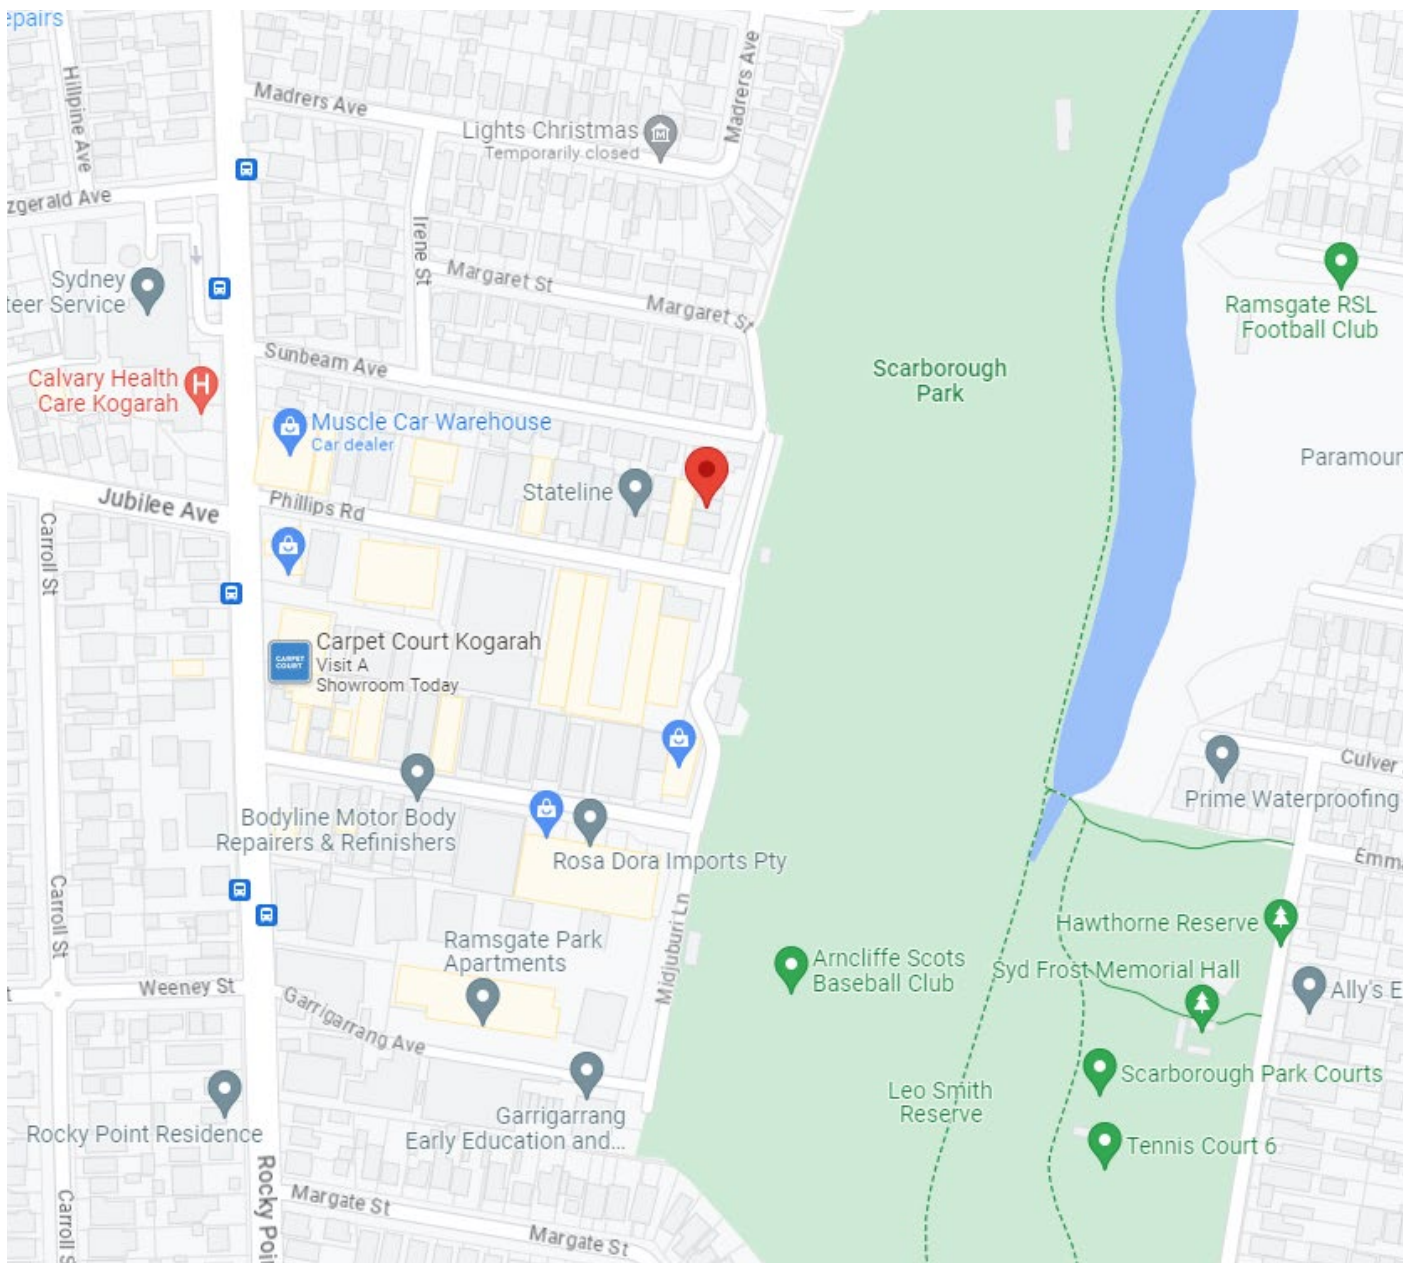 epairs
Hillpine Ave
Madrers Ave
Madrers Ave
Lights Christmas
Temporarily closed
zgerald Ave
Irene St
Sydney
teer Service
Margaret St
Margaret St
Ramsgate RSL
Football Club
Sunbeam Ave
Scarborough
Park
Calvary Health
Care Kogarah
H
Muscle Car Warehouse
Car dealer
Paramour
Stateline
Jubilee Ave
Phillips Rd
Carroll St
CARPET
COURT
Carpet Court Kogarah
Visit A
Showroom Today
Culver
Prime Waterproofing
Bodyline Motor Body
Repairers & Refinishers
Rosa Dora Imports Pty
Emma
Carroll St
Midjuburi Ln
Hawthorne Reserve
Ramsgate Park
Apartments
Arncliffe Scots
Baseball Club
Syd Frost Memorial Hall
Weeney St
t
Garrigarrang Ave
Ally's E
Scarborough Park Courts
Leo Smith
Reserve
Garrigarrang
Early Education and...
Rocky Point Residence
Tennis Court 6
Rocky Poi
Carroll S
Margate St
Margate St